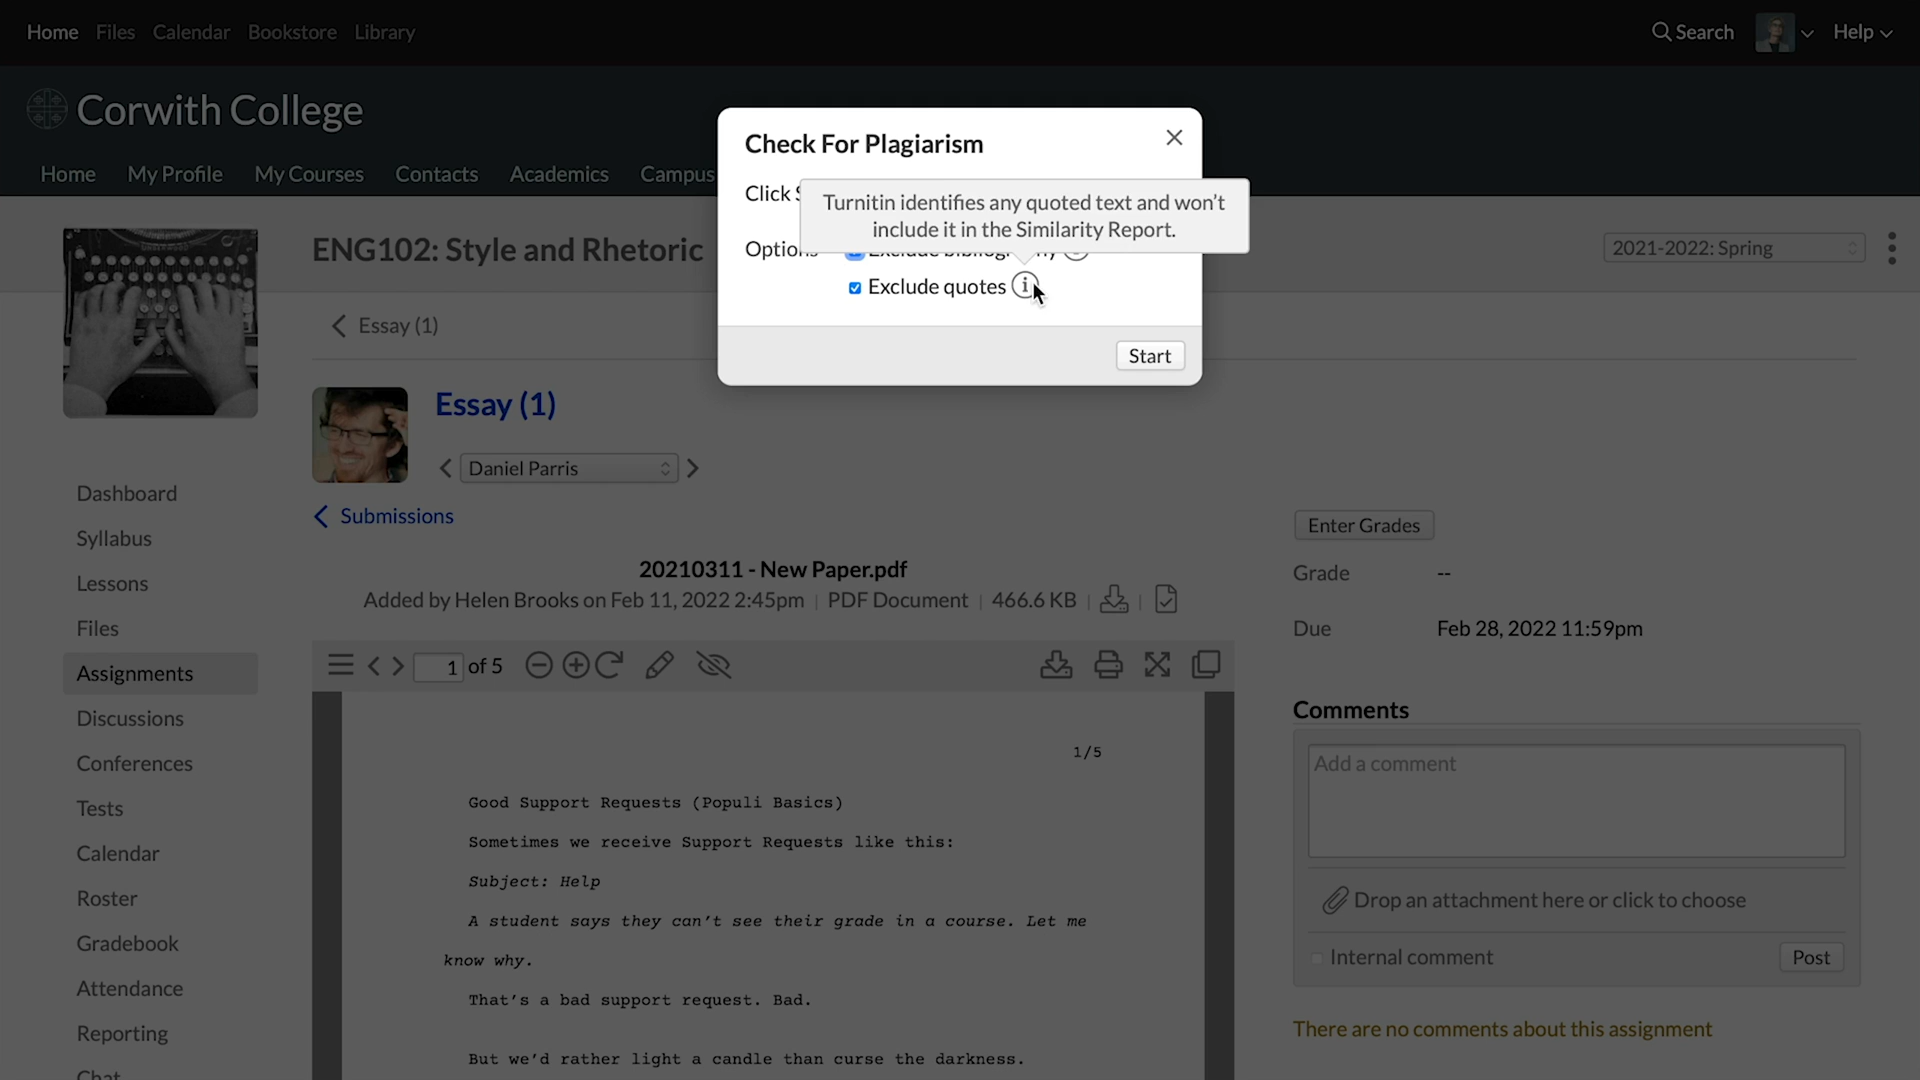 Home Files Calendar Bookstore Library
Search Help
Corwith College
Home My Profile My Courses Contacts Academics Campus
Check For Plagiarism
Click
Turnitin identifies any quoted text and won't
include it in the Similarity Report.
Options Exclude bibliography
Exclude quotes
Start
ENG102: Style and Rhetoric
2021-2022: Spring
Essay (1)
Essay (1)
Daniel Parris
Submissions
20210311 - New Paper.pdf
Added by Helen Brooks on Feb 11, 2022 2:45pm | PDF Document | 466.6 KB | |
1 of 5
1/5
Good Support Requests (Populi Basics)
Sometimes we receive Support Requests like this:
Subject: Help
A student says they can't see their grade in a course. Let me
know why.
That's a bad support request. Bad.
But we'd rather light a candle than curse the darkness.
Dashboard
Syllabus
Lessons
Files
Assignments
Discussions
Conferences
Tests
Calendar
Roster
Gradebook
Attendance
Reporting
Chat
Enter Grades
Grade --
Due Feb 28, 2022 11:59pm
Comments
Add a comment
Drop an attachment here or click to choose
Internal comment Post
There are no comments about this assignment